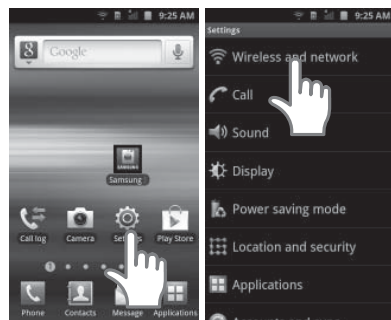 9:25 AM
8 Google
Samsung
Call log Camera Settings Play Store
Phone Contacts Message Applications
9:25 AM
Settings
Wireless and network
Call
Sound
Display
Power saving mode
Location and security
Applications